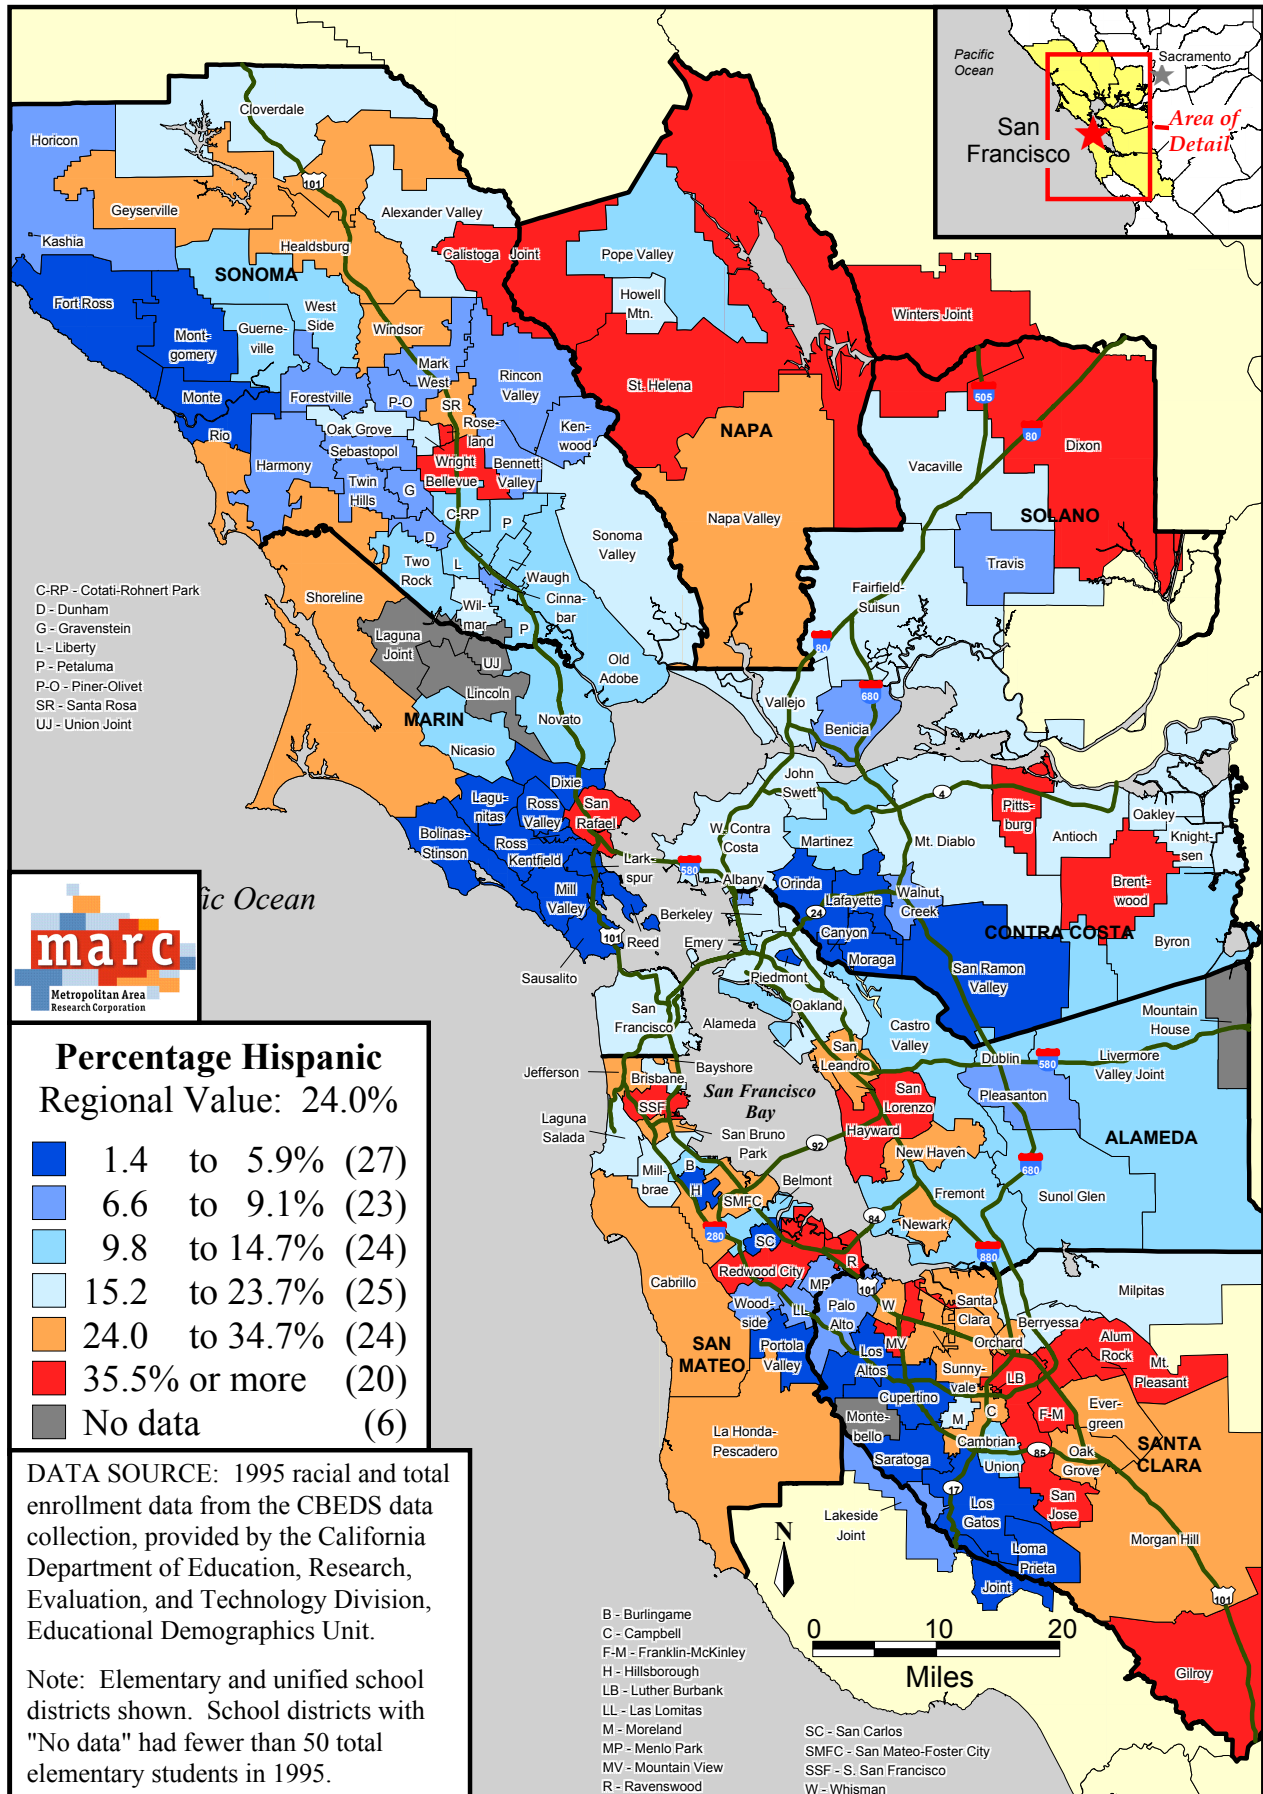 Pacific
Ocean
Sacramento
San
Francisco
Area of
Detail
Cloverdale
Horicon
101
Geyserville
Alexander Valley
Kashia
Healdsburg
Calistoga Joint
Pope Valley
SONOMA
Howell
Mtn.
Fort Ross
West
Side
Winters Joint
Mont-
gomery
Guerne-
ville
Windsor
Mark
West
Rincon
Valley
St. Helena
Monte
Rio
Forestville
P-O
SR
505
Rose-
land
Ken-
wood
NAPA
80
Dixon
Oak Grove
Sebastopol
Harmony
Wright
Bellevue
Bennett
Valley
Vacaville
Twin
Hills
G
C-RP
P
Napa Valley
SOLANO
D
Sonoma
Valley
Two
Rock
L
Travis
C-RP - Cotati-Rohnert Park
D - Dunham
G - Gravenstein
L - Liberty
P - Petaluma
P-O - Piner-Olivet
SR - Santa Rosa
UJ - Union Joint
Shoreline
Waugh
Cinna-
bar
Wil-
mar
P
Fairfield-
Suisun
Laguna
Joint
UJ
Old
Adobe
80
Lincoln
680
MARIN
Novato
Vallejo
Benicia
Nicasio
Dixie
John
Swett
4
Lagu-
nitas
Ross
Valley
San
Rafael
Pitts-
burg
Oakley
Bolinas-
Stinson
Ross
Kentfield
W. Contra
Costa
Martinez
Mt. Diablo
Antioch
Knight-
sen
Lark-
spur
580
Albany
Orinda
Brent-
wood
Mill
Valley
Lafayette
Walnut
Creek
Berkeley
24
Canyon
CONTRA COSTA
101
Reed
Emery
Moraga
Byron
Sausalito
San Ramon
Valley
Piedmont
fic Ocean
marc
Metropolitan Area
Research Corporation
San
Francisco
Alameda
Oakland
Castro
Valley
Mountain
House
San
Leandro
Dublin
580
Livermore
Valley Joint
Jefferson
Bayshore
Brisbane
San Francisco
Bay
San
Lorenzo
Pleasanton
SSF
Laguna
Salada
San Bruno
Park
92
Hayward
ALAMEDA
New Haven
B
680
Mill-
brae
H
Belmont
SMFC
Fremont
Sunol Glen
84
Newark
280
SC
880
R
Redwood City
Cabrillo
MP
101
Milpitas
Wood-
side
LL
Palo
Alto
W
Santa
Clara
Berryessa
SAN
MATEO
Portola
Valley
MV
Orchard
Alum
Rock
Los
Altos
Sunny-
vale
LB
Mt.
Pleasant
Cupertino
Monte-
bello
M
C
F-M
Ever-
green
La Honda-
Pescadero
Cambrian
SANTA
CLARA
Saratoga
Union
85
Oak
Grove
17
Los
Gatos
San
Jose
Lakeside
Joint
Morgan Hill
Loma
Prieta
Joint
101
Gilroy
Percentage Hispanic
Regional Value: 24.0%
1.4 to 5.9% (27)
6.6 to 9.1% (23)
9.8 to 14.7% (24)
15.2 to 23.7% (25)
24.0 to 34.7% (24)
35.5% or more (20)
No data (6)
DATA SOURCE: 1995 racial and total
enrollment data from the CBEDS data
collection, provided by the California
Department of Education, Research,
Evaluation, and Technology Division,
Educational Demographics Unit.
Note: Elementary and unified school
districts shown. School districts with
"No data" had fewer than 50 total
elementary students in 1995.
N
0 10 20
Miles
B - Burlingame
C - Campbell
F-M - Franklin-McKinley
H - Hillsborough
LB - Luther Burbank
LL - Las Lomitas
M - Moreland
MP - Menlo Park
MV - Mountain View
R - Ravenswood
SC - San Carlos
SMFC - San Mateo-Foster City
SSF - S. San Francisco
W - Whisman